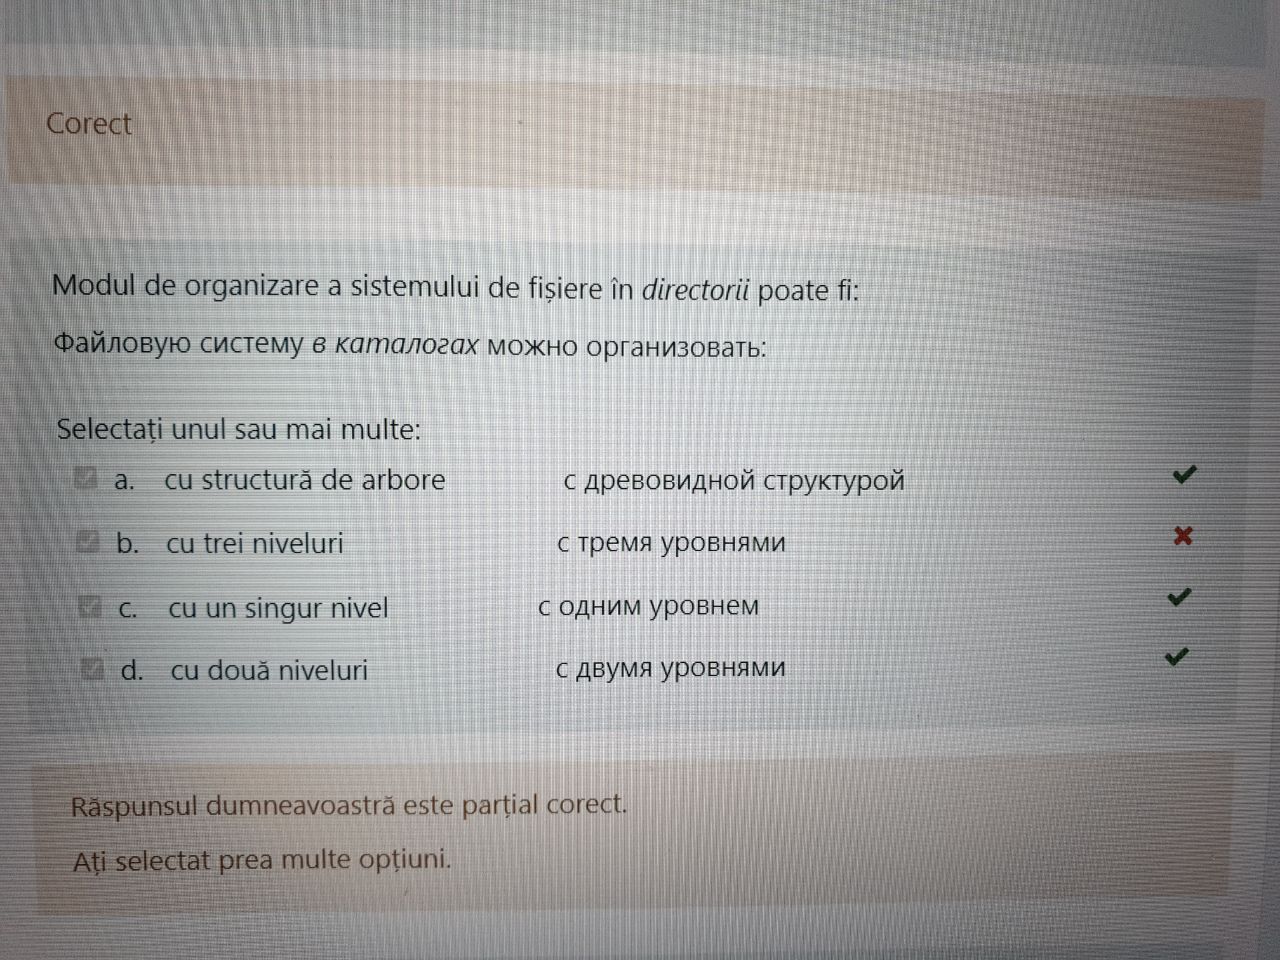 Corect
Modul de organizare a sistemului de fișiere în directorii poate fi:
Файловую систему в каталогах можно организовать:
Selectați unul sau mai multe:
a. cu structură de arbore с древовидной структурой
b. cu trei niveluri с тремя уровнями
c. cu un singur nivel с одним уровнем
d. cu două niveluri с двумя уровнями
Răspunsul dumneavoastră este parțial corect.
Ați selectat prea multe opțiuni.